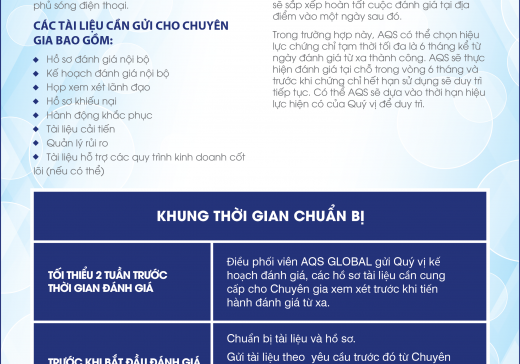 phủ sóng điện thoại.
CÁC TÀI LIỆU CẦN GỬI CHO CHUYÊN
GIA BAO GỒM:
Hồ sơ đánh giá nội bộ
Kế hoạch đánh giá nội bộ
Họp xem xét lãnh đạo
Hồ sơ khiếu nại
Hành động khắc phục
Tài liệu cải tiến
Quản lý rủi ro
Tài liệu hỗ trợ các quy trình kinh doanh cốt
lõi (nếu có thể)
sẽ sắp xếp hoàn tất cuộc đánh giá tại địa
điểm vào một ngày sau đó.
Trong trường hợp này, AQS có thể chọn hiệu
lực chứng chỉ tạm thời tối đa là 6 tháng kể từ
ngày đánh giá từ xa thành công. AQS sẽ thực
hiện đánh giá tại chỗ trong vòng 6 tháng và
trước khi chứng chỉ hết hạn sử dụng sẽ duy trì
tiếp tục. Có thể AQS sẽ dựa vào thời hạn hiệu
lực hiện có của Quý vị để duy trì.
KHUNG THỜI GIAN CHUẨN BỊ
TỐI THIỂU 2 TUẦN TRƯỚC
THỜI GIAN ĐÁNH GIÁ
Điều phối viên AQS GLOBAL gửi Quý vị kế
hoạch đánh giá, các hồ sơ tài liệu cần cung
cấp cho Chuyên gia xem xét trước khi tiến
hành đánh giá từ xa.
TRƯỚC KHI BẮT ĐẦU ĐÁNH GIÁ
Chuẩn bị tài liệu và hồ sơ.
Gửi tài liệu theo yêu cầu trước đó từ Chuyên